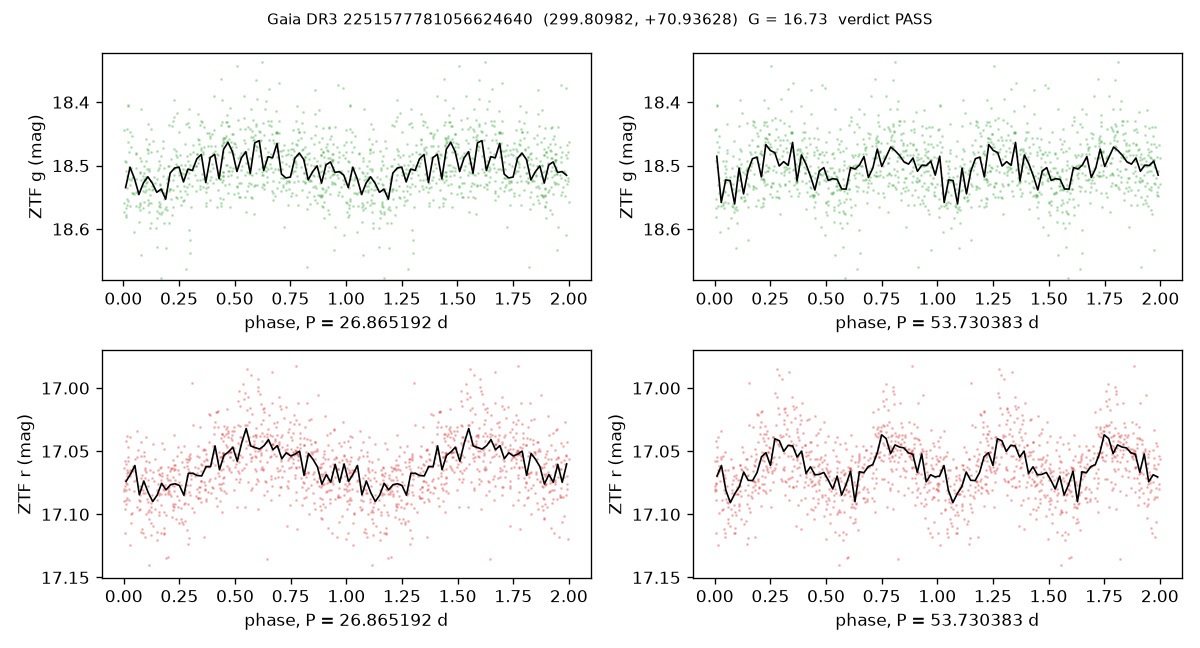 Gaia DR3 2251577781056624640 (299.80982, +70.93628) G = 16.73 verdict PASS
ZTF g (mag)
18.4
18.5
18.6
0.00 0.25 0.50 0.75 1.00 1.25 1.50 1.75 2.00
phase, P = 26.865192 d
ZTF g (mag)
18.4
18.5
18.6
0.00 0.25 0.50 0.75 1.00 1.25 1.50 1.75 2.00
phase, P = 53.730383 d
ZTF r (mag)
17.00
17.05
17.10
17.15
0.00 0.25 0.50 0.75 1.00 1.25 1.50 1.75 2.00
phase, P = 26.865192 d
ZTF r (mag)
17.00
17.05
17.10
17.15
0.00 0.25 0.50 0.75 1.00 1.25 1.50 1.75 2.00
phase, P = 53.730383 d